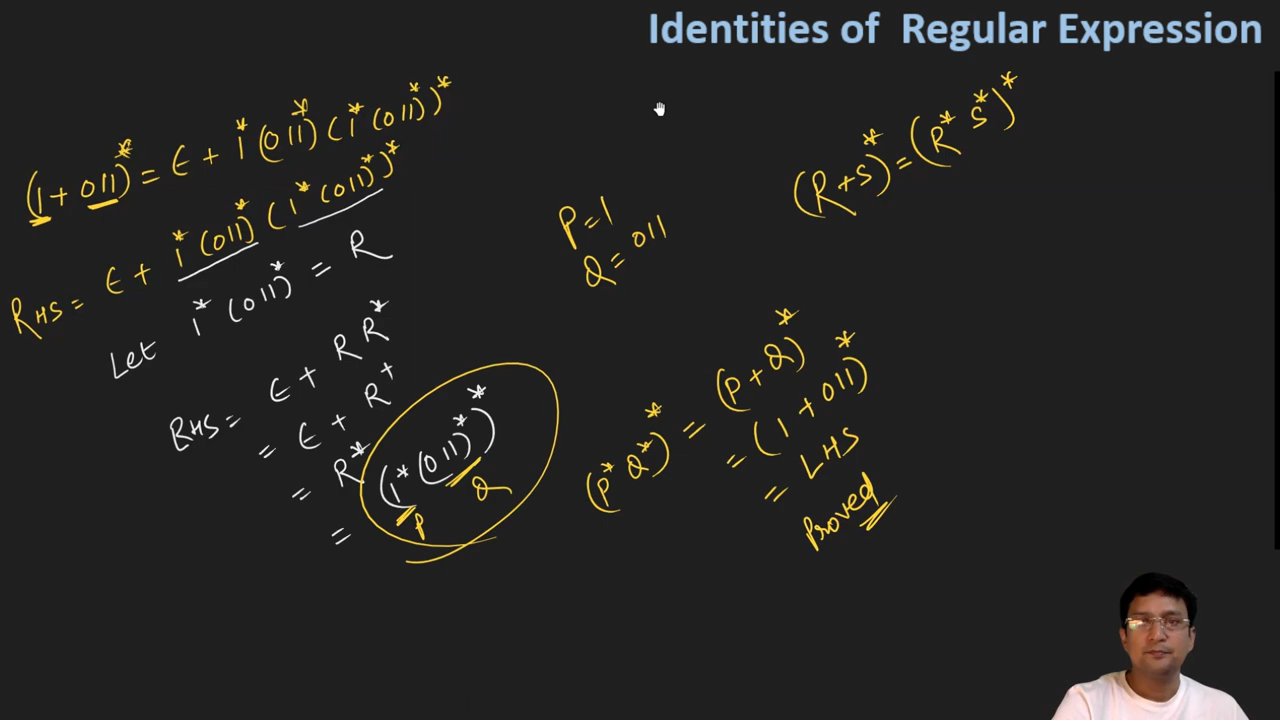 Identities of Regular Expression
(1 + 011)* = ϵ + 1*(011)* (1*(011)*)*
RHS = ϵ + 1*(011)* (1*(011)*)*
Let 1*(011)* = R
RHS = ϵ + R R*
= ϵ + R+
= R*
= (1*(011)*)*
P Q
P = 1
Q = 011
(R+S)* = (R* S*)*
(P* Q*)* = (P + Q)*
= (1 + 011)*
= LHS
Proved